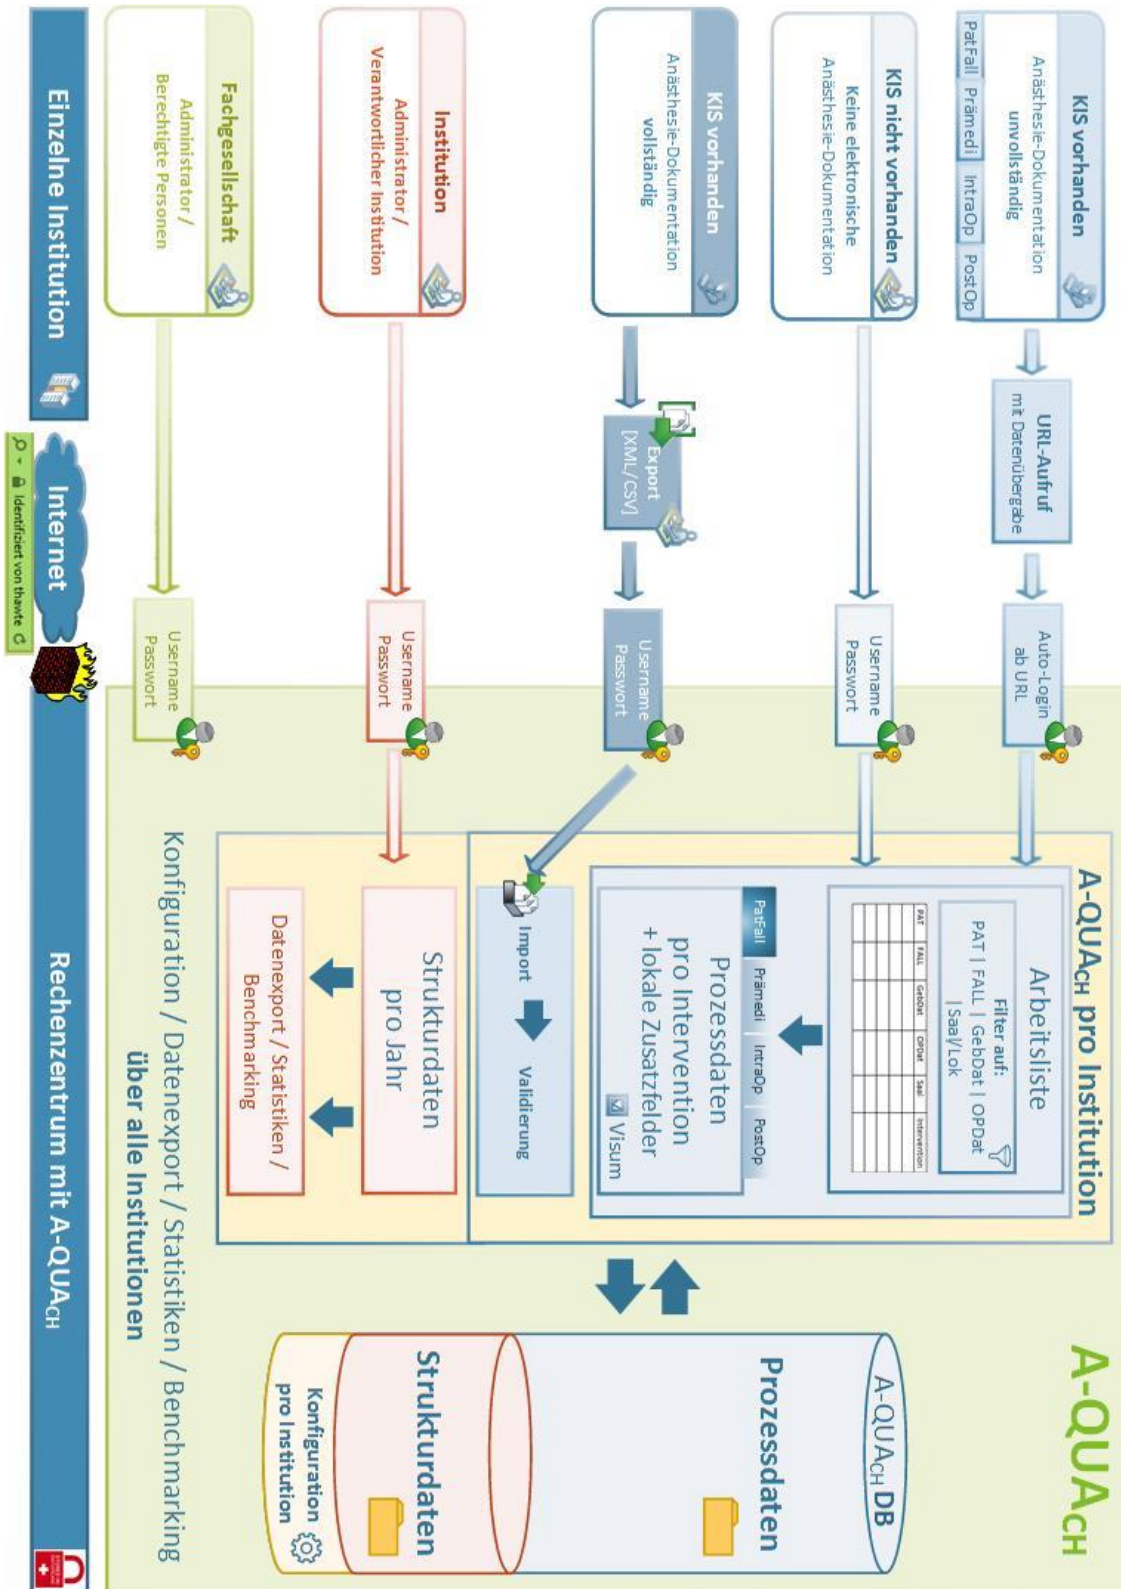 A-QUACH
KIS vorhanden
Anästhesie-Dokumentation
unvollständig
PatFall
Prämedi
IntraOp
PostOp
URL-Aufruf
mit Datenübergabe
Auto-Login
ab URL
KIS nicht vorhanden
Keine elektronische
Anästhesie-Dokumentation
Username
Passwort
KIS vorhanden
Anästhesie-Dokumentation
vollständig
Export
[XML/CSV]
Username
Passwort
Institution
Administrator /
Verantwortlicher Institution
Username
Passwort
Fachgesellschaft
Administrator /
Berechtigte Personen
Username
Passwort
A-QUACH pro Institution
Arbeitsliste
Filter auf:
PAT | FALL | GebDat | OPDat
| Saal/Lok
PAT
FALL
GebDat
OPDat
Saal
Intervention
PatFall
Prämedi
IntraOp
PostOp
Prozessdaten
pro Intervention
+ lokale Zusatzfelder
Visum
Import
Validierung
Strukturdaten
pro Jahr
Datenexport / Statistiken /
Benchmarking
A-QUACH DB
Prozessdaten
Strukturdaten
Konfiguration
pro Institution
Konfiguration / Datenexport / Statistiken / Benchmarking
über alle Institutionen
Einzelne Institution
Internet
Identifiziert von thawte
Rechenzentrum mit A-QUACH